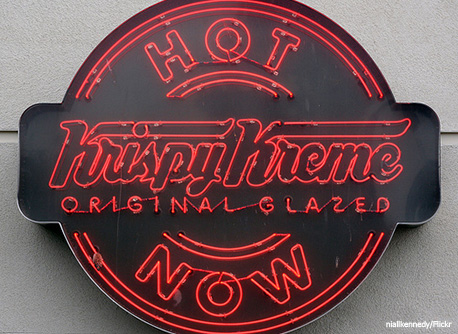 HOT
Krispy Kreme
ORIGINAL GLAZED
NOW
niallkennedy/Flickr